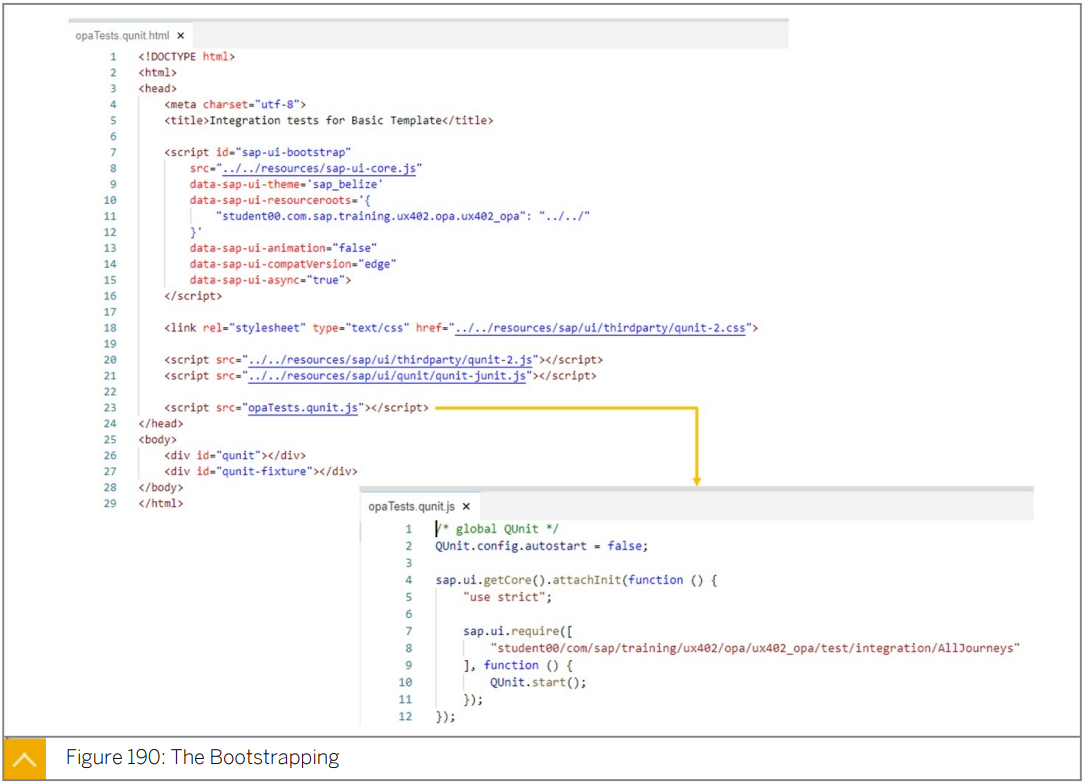 opaTests.qunit.html ×
1 <!DOCTYPE html>
2 <html>
3 <head>
4 <meta charset="utf-8">
5 <title>Integration tests for Basic Template</title>
6
7 <script id="sap-ui-bootstrap"
8 src="../../resources/sap-ui-core.js"
9 data-sap-ui-theme='sap_belize'
10 data-sap-ui-resourceroots='{
11 "student00.com.sap.training.ux402.opa.ux402_opa": "../../"
12 }'
13 data-sap-ui-animation="false"
14 data-sap-ui-compatVersion="edge"
15 data-sap-ui-async="true">
16 </script>
17
18 <link rel="stylesheet" type="text/css" href="../../resources/sap/ui/thirdparty/qunit-2.css">
19
20 <script src="../../resources/sap/ui/thirdparty/qunit-2.js"></script>
21 <script src="../../resources/sap/ui/qunit/qunit-junit.js"></script>
22
23 <script src="opaTests.qunit.js"></script>
24 </head>
25 <body>
26 <div id="qunit"></div>
27 <div id="qunit-fixture"></div>
28 </body>
29 </html>
opaTests.qunit.js ×
1 /* global QUnit */
2 QUnit.config.autostart = false;
3
4 sap.ui.getCore().attachInit(function () {
5 "use strict";
6
7 sap.ui.require([
8 "student00/com/sap/training/ux402/opa/ux402_opa/test/integration/AllJourneys"
9 ], function () {
10 QUnit.start();
11 });
12 });
Figure 190: The Bootstrapping